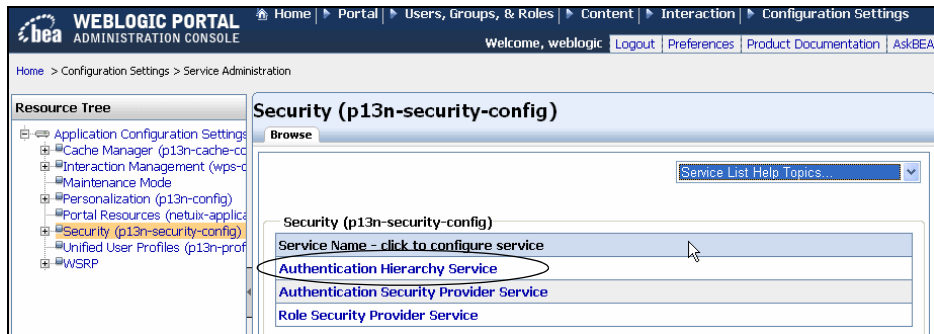 bea WEBLOGIC PORTAL
ADMINISTRATION CONSOLE
Home | Portal | Users, Groups, & Roles | Content | Interaction | Configuration Settings
Welcome, weblogic Logout Preferences Product Documentation AskBEA
Home > Configuration Settings > Service Administration
Resource Tree
Application Configuration Settings
Cache Manager (p13n-cache-co
Interaction Management (wps-c
Maintenance Mode
Personalization (p13n-config)
Portal Resources (netuix-applica
Security (p13n-security-config)
Unified User Profiles (p13n-prof
WSRP
Security (p13n-security-config)
Browse
Service List Help Topics...
Security (p13n-security-config)
Service Name - click to configure service
Authentication Hierarchy Service
Authentication Security Provider Service
Role Security Provider Service